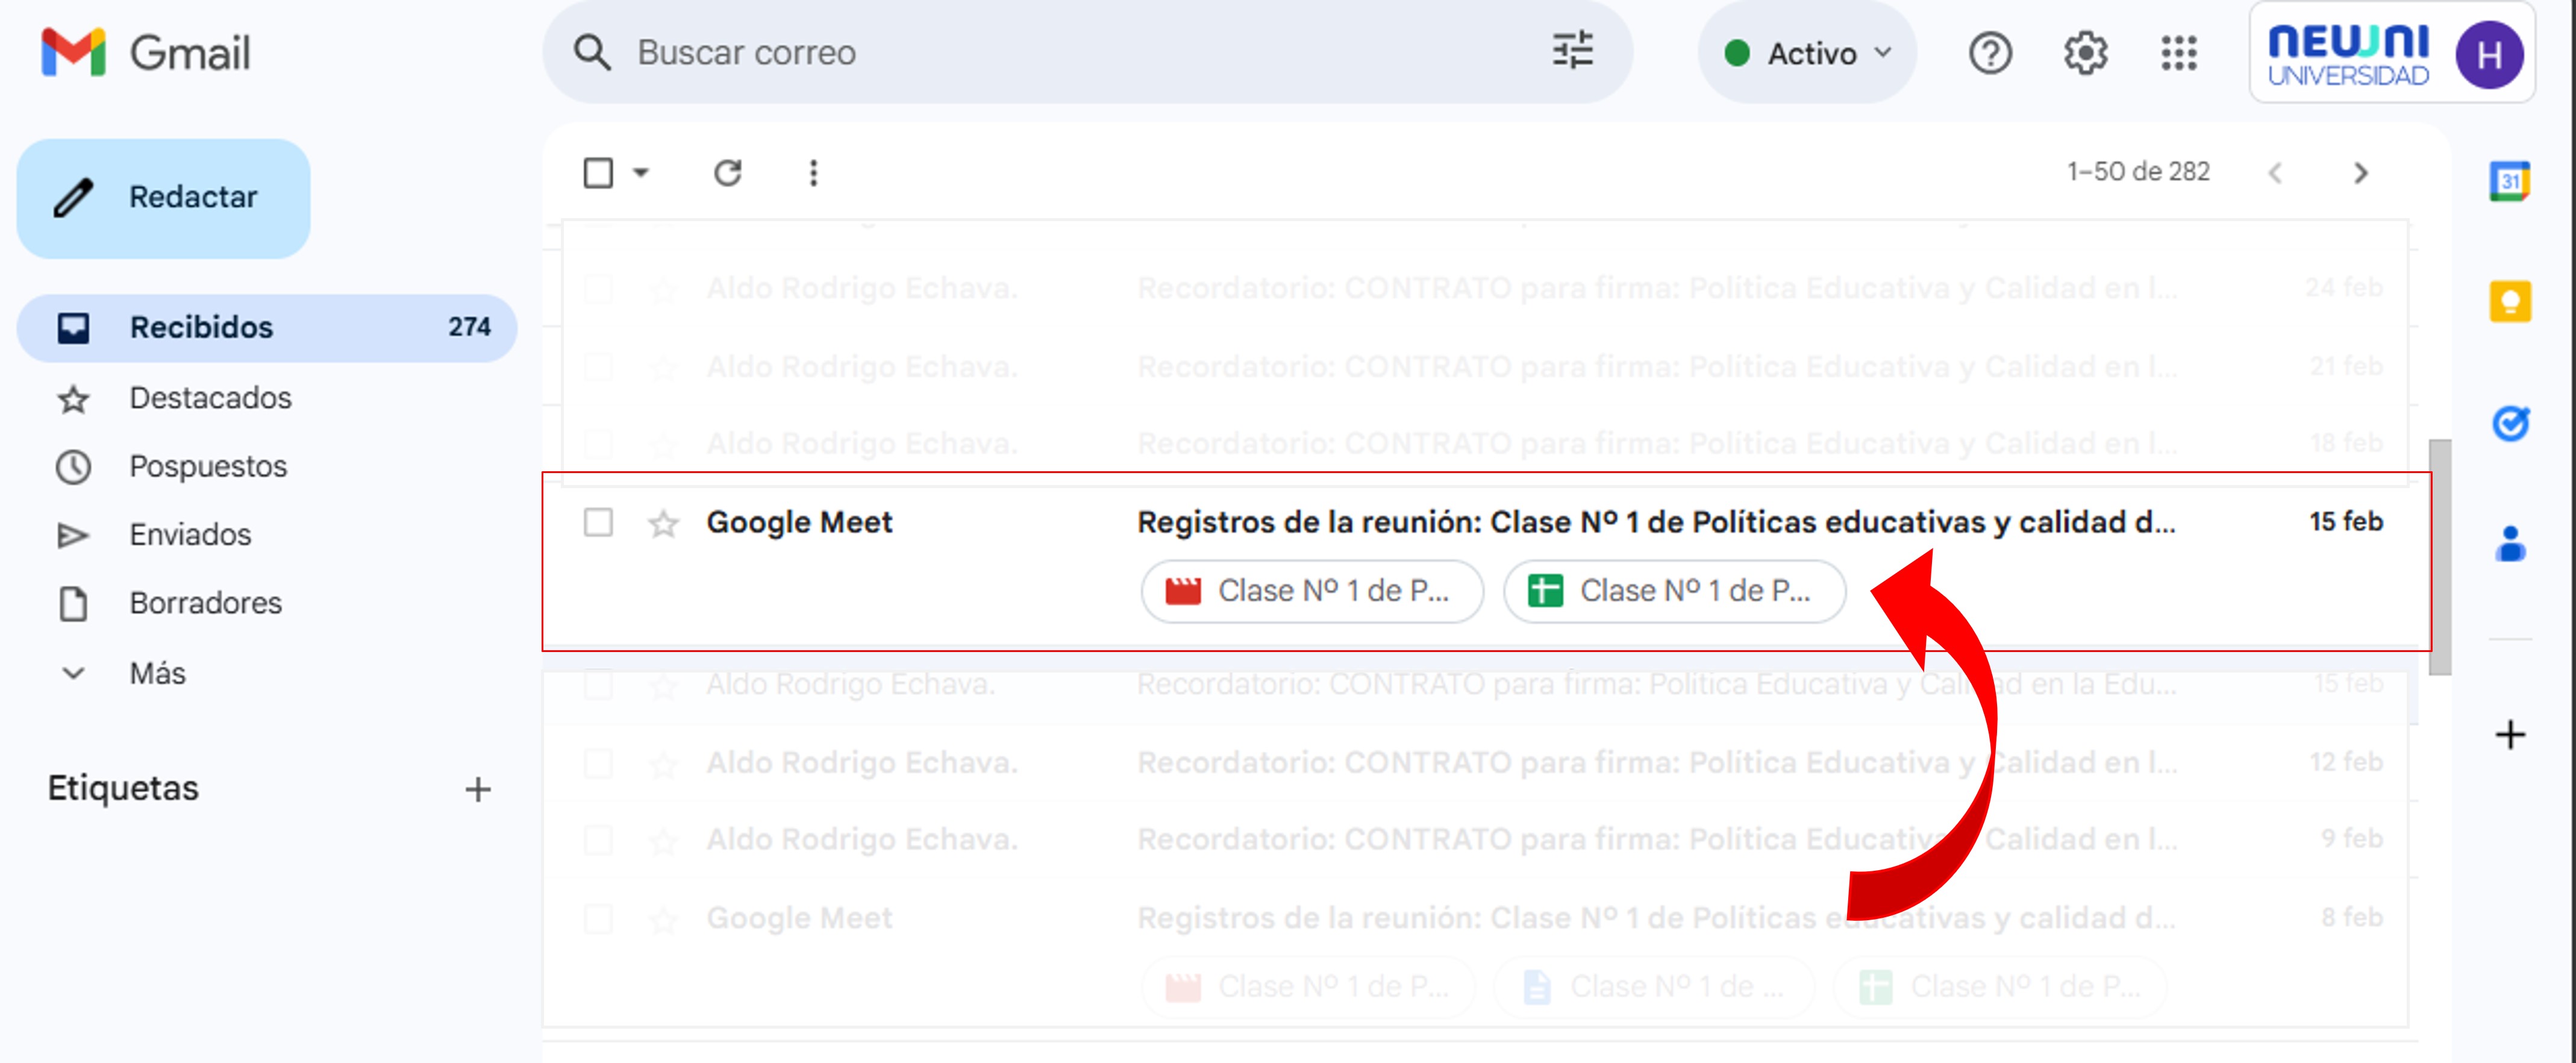 Gmail
Buscar correo
Activo
NEWUNI
UNIVERSIDAD
H
Redactar
1–50 de 282
31
Recibidos 274
Destacados
Pospuestos
Enviados
Borradores
Más
Etiquetas
Aldo Rodrigo Echava. Recordatorio: CONTRATO para firma: Política Educativa y Calidad en l... 24 feb
Aldo Rodrigo Echava. Recordatorio: CONTRATO para firma: Política Educativa y Calidad en l... 21 feb
Aldo Rodrigo Echava. Recordatorio: CONTRATO para firma: Política Educativa y Calidad en l... 18 feb
Google Meet Registros de la reunión: Clase Nº 1 de Políticas educativas y calidad d... 15 feb
Clase Nº 1 de P... Clase Nº 1 de P...
Aldo Rodrigo Echava. Recordatorio: CONTRATO para firma: Política Educativa y Calidad en la Edu... 15 feb
Aldo Rodrigo Echava. Recordatorio: CONTRATO para firma: Política Educativa y Calidad en l... 12 feb
Aldo Rodrigo Echava. Recordatorio: CONTRATO para firma: Política Educativa y Calidad en l... 9 feb
Google Meet Registros de la reunión: Clase Nº 1 de Políticas educativas y calidad d... 8 feb
Clase Nº 1 de P... Clase Nº 1 de ... Clase Nº 1 de P...